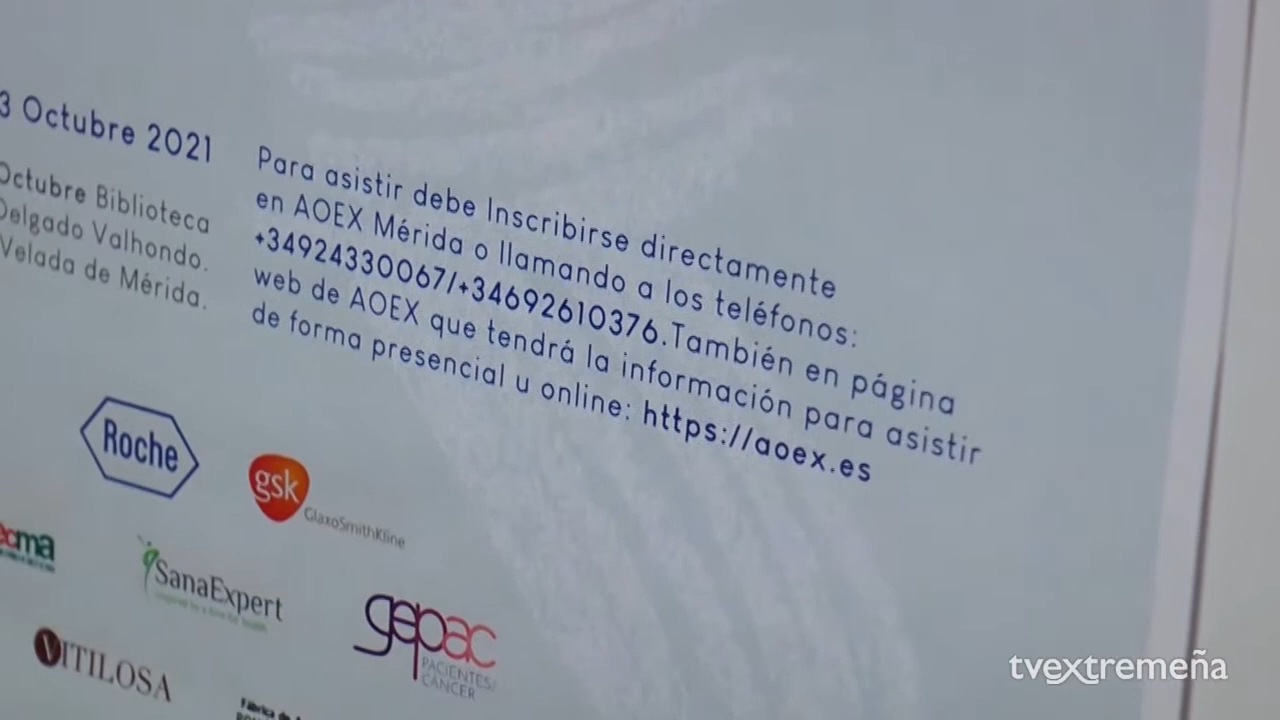 3 Octubre 2021
Octubre Biblioteca
Delgado Valhondo.
Velada de Mérida.
Para asistir debe Inscribirse directamente
en AOEX Mérida o llamando a los teléfonos:
+34924330067/+34692610376.También en página
web de AOEX que tendrá la información para asistir
de forma presencial u online: https://aoex.es
Roche
gsk
GlaxoSmithKline
SanaExpert
gepac
PACIENTES/
CÁNCER
VITILOSA
Fábrica de
tvextremeña